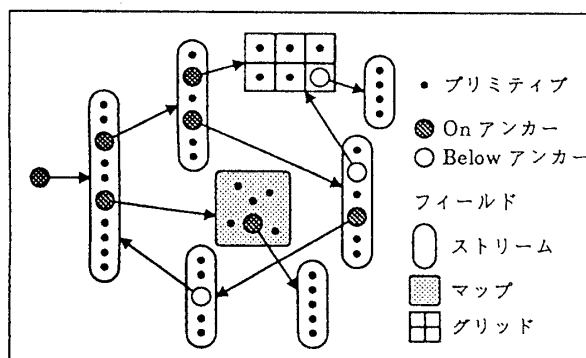 プリミティブ
On アンカー
Below アンカー
フィールド
ストリーム
マップ
グリッド